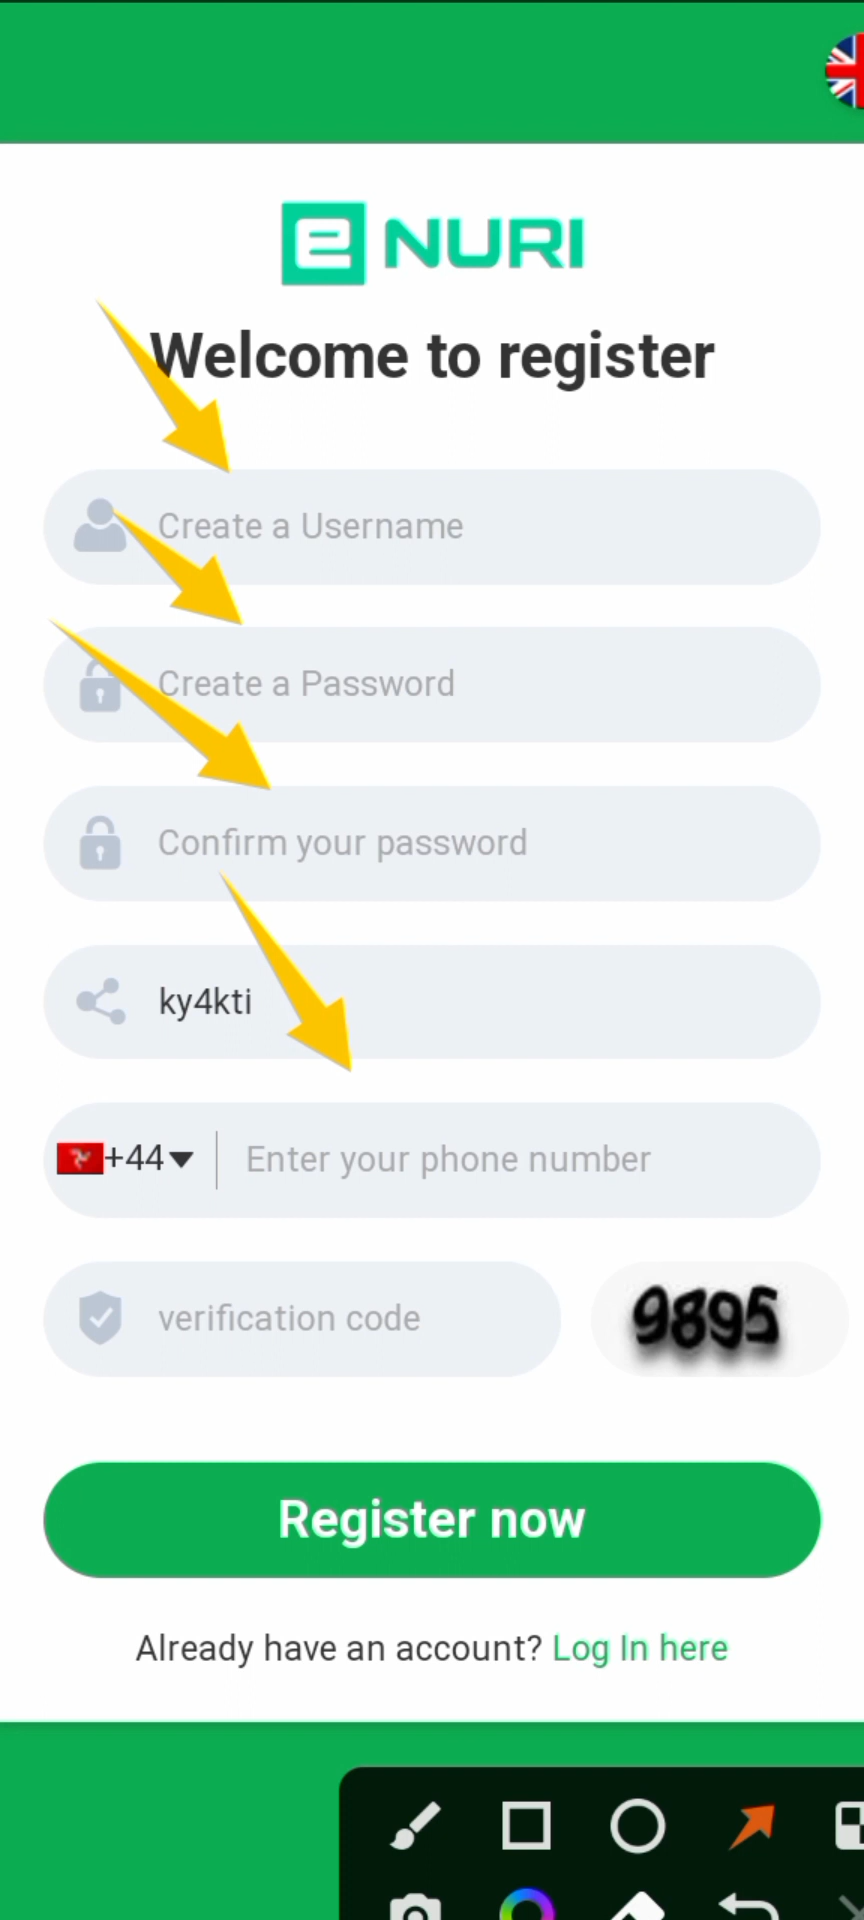 NURI
Welcome to register
Create a Username
Create a Password
Confirm your password
ky4kti
+44 Enter your phone number
verification code 9895
Register now
Already have an account? Log In here